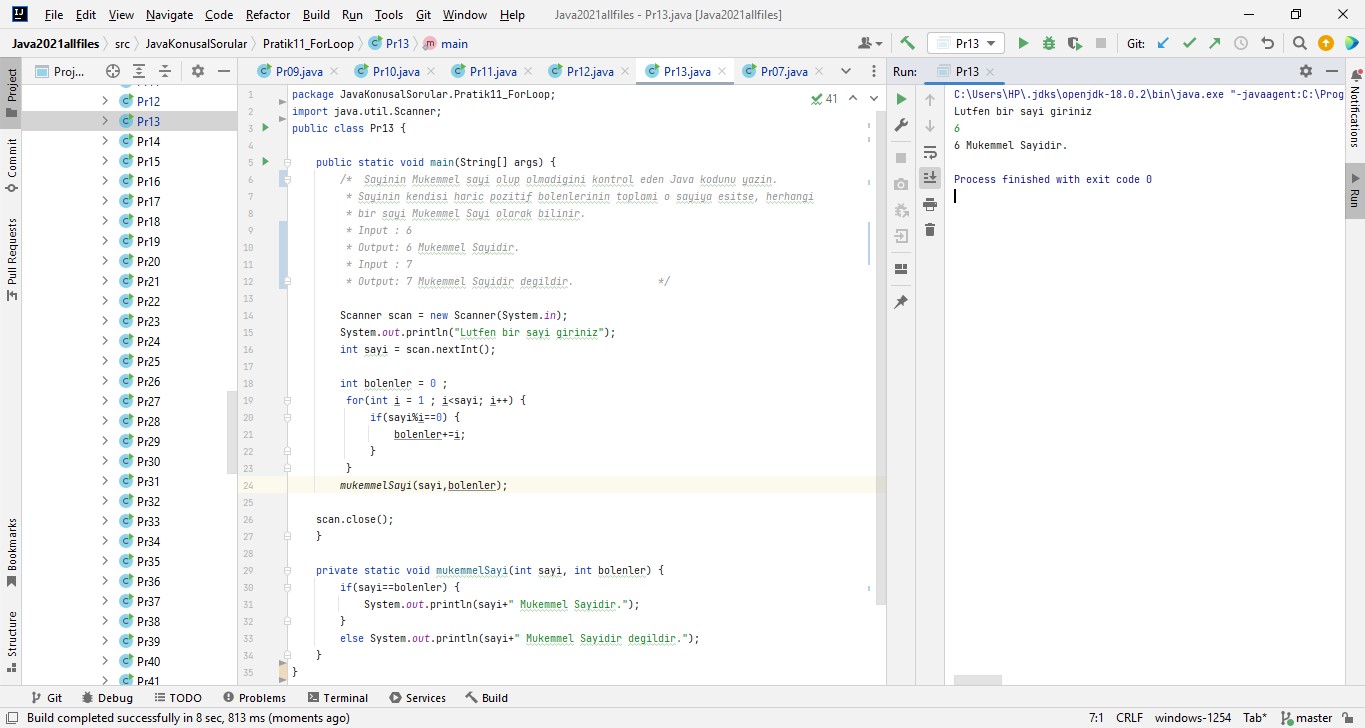 File Edit View Navigate Code Refactor Build Run Tools Git Window Help Java2021allfiles - Pr13.java [Java2021allfiles]
Java2021allfiles src JavaKonusalSorular Pratik11_ForLoop Pr13 main Pr13 Git:
Project
Commit
Pull Requests
Bookmarks
Structure
Proj...
Pr12
Pr13
Pr14
Pr15
Pr16
Pr17
Pr18
Pr19
Pr20
Pr21
Pr22
Pr23
Pr24
Pr25
Pr26
Pr27
Pr28
Pr29
Pr30
Pr31
Pr32
Pr33
Pr34
Pr35
Pr36
Pr37
Pr38
Pr39
Pr40
Pr41
Pr09.java Pr10.java Pr11.java Pr12.java Pr13.java Pr07.java
41
1 package JavaKonusalSorular.Pratik11_ForLoop;
2 import java.util.Scanner;
3 public class Pr13 {
4
5 public static void main(String[] args) {
6 /* Sayinin Mukemmel sayi olup olmadigini kontrol eden Java kodunu yazin.
7 * Sayinin kendisi haric pozitif bolenlerinin toplami o sayiya esitse, herhangi
8 * bir sayi Mukemmel Sayi olarak bilinir.
9 * Input : 6
10 * Output: 6 Mukemmel Sayidir.
11 * Input : 7
12 * Output: 7 Mukemmel Sayidir degildir. */
13
14 Scanner scan = new Scanner(System.in);
15 System.out.println("Lutfen bir sayi giriniz");
16 int sayi = scan.nextInt();
17
18 int bolenler = 0 ;
19 for(int i = 1 ; i<sayi; i++) {
20 if(sayi%i==0) {
21 bolenler+=i;
22 }
23 }
24 mukemmelSayi(sayi,bolenler);
25
26 scan.close();
27 }
28
29 private static void mukemmelSayi(int sayi, int bolenler) {
30 if(sayi==bolenler) {
31 System.out.println(sayi+" Mukemmel Sayidir.");
32 }
33 else System.out.println(sayi+" Mukemmel Sayidir degildir.");
34 }
35 }
Run: Pr13
C:\Users\HP\.jdks\openjdk-18.0.2\bin\java.exe "-javaagent:C:\Prog
Lutfen bir sayi giriniz
6
6 Mukemmel Sayidir.
Process finished with exit code 0
Notifications
Run
Git Debug TODO Problems Terminal Services Build
Build completed successfully in 8 sec, 813 ms (moments ago) 7:1 CRLF windows-1254 Tab* master